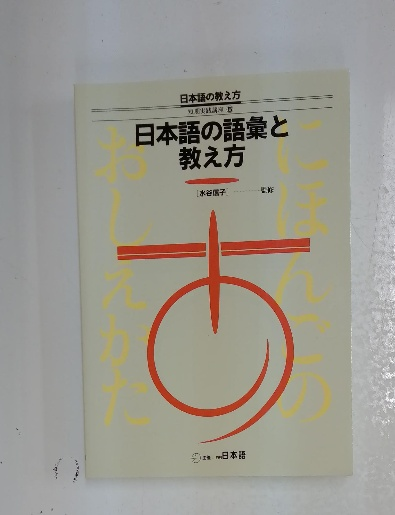 日本語の教え方
日本語の語彙と
教え方
水谷信子 監修
にほんごの
おしえかた
日本語